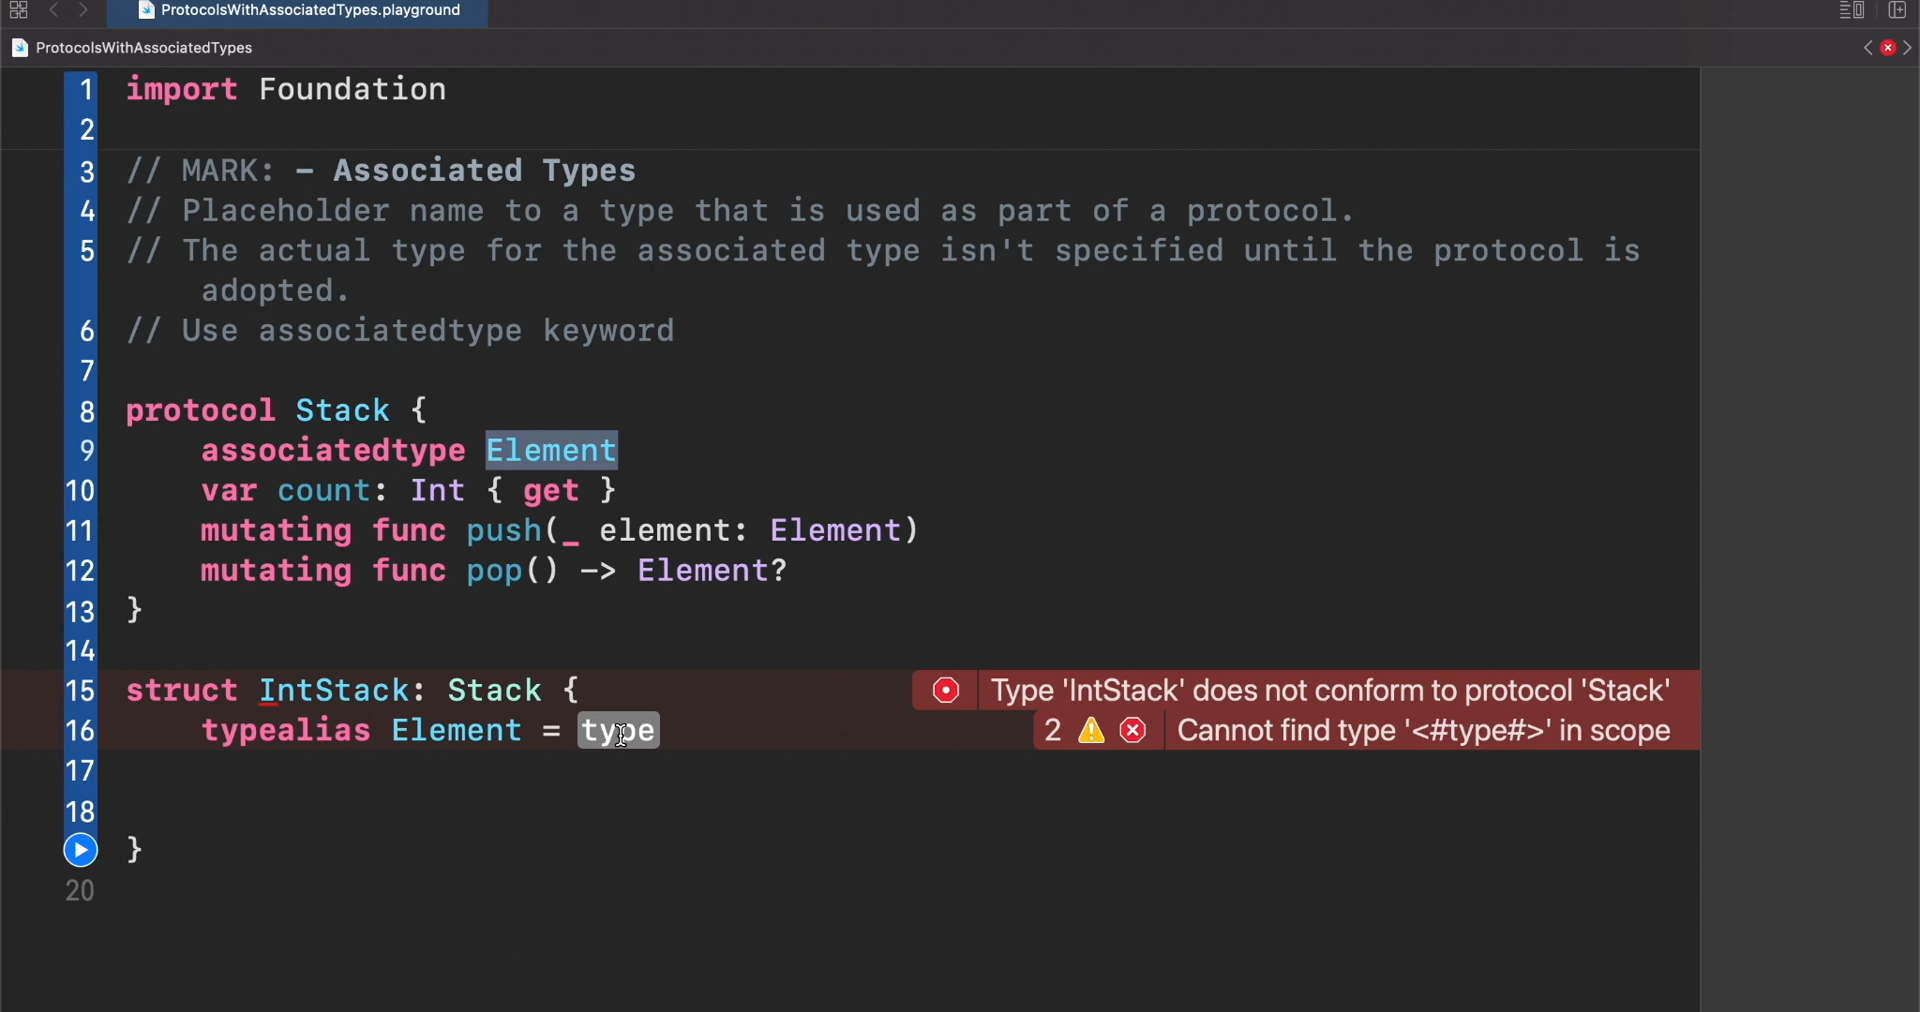 ProtocolsWithAssociatedTypes.playground
ProtocolsWithAssociatedTypes
1 import Foundation
2
3 // MARK: - Associated Types
4 // Placeholder name to a type that is used as part of a protocol.
5 // The actual type for the associated type isn't specified until the protocol is
adopted.
6 // Use associatedtype keyword
7
8 protocol Stack {
9 associatedtype Element
10 var count: Int { get }
11 mutating func push(_ element: Element)
12 mutating func pop() -> Element?
13 }
14
15 struct IntStack: Stack { Type 'IntStack' does not conform to protocol 'Stack'
16 typealias Element = type 2 Cannot find type '<#type#>' in scope
17
18
}
20